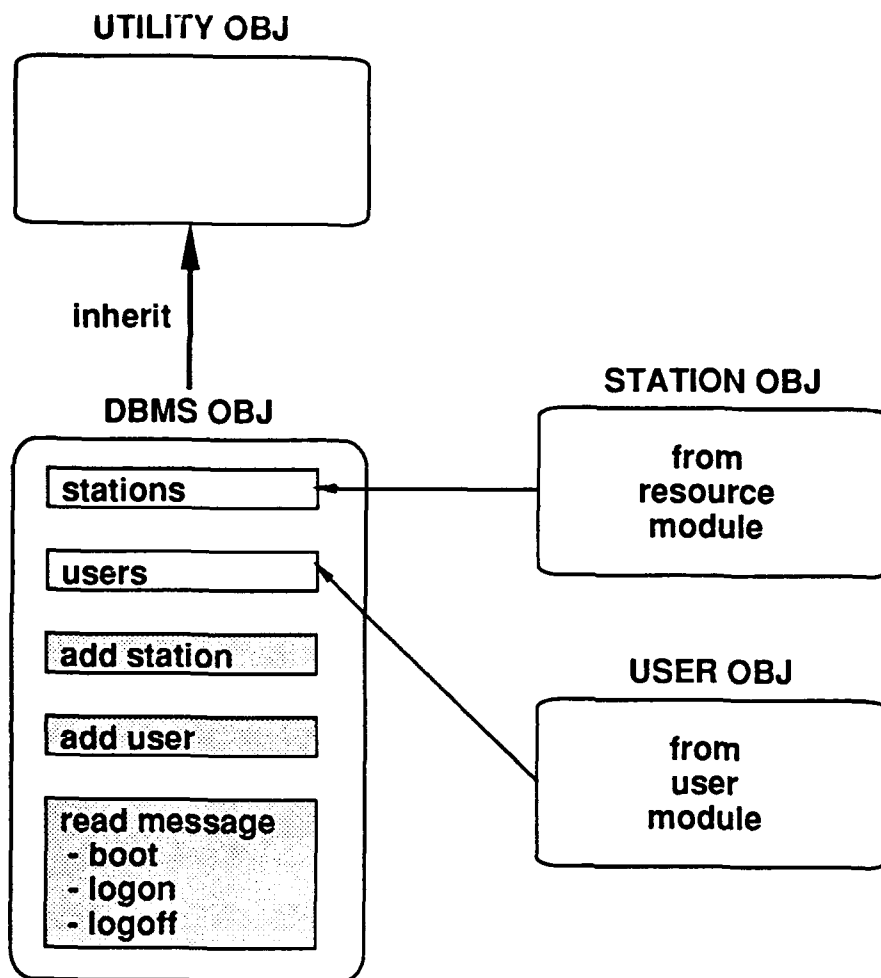 UTILITY OBJ
inherit
DBMS OBJ
stations
users
add station
add user
read message
- boot
- logon
- logoff
STATION OBJ
from
resource
module
USER OBJ
from
user
module